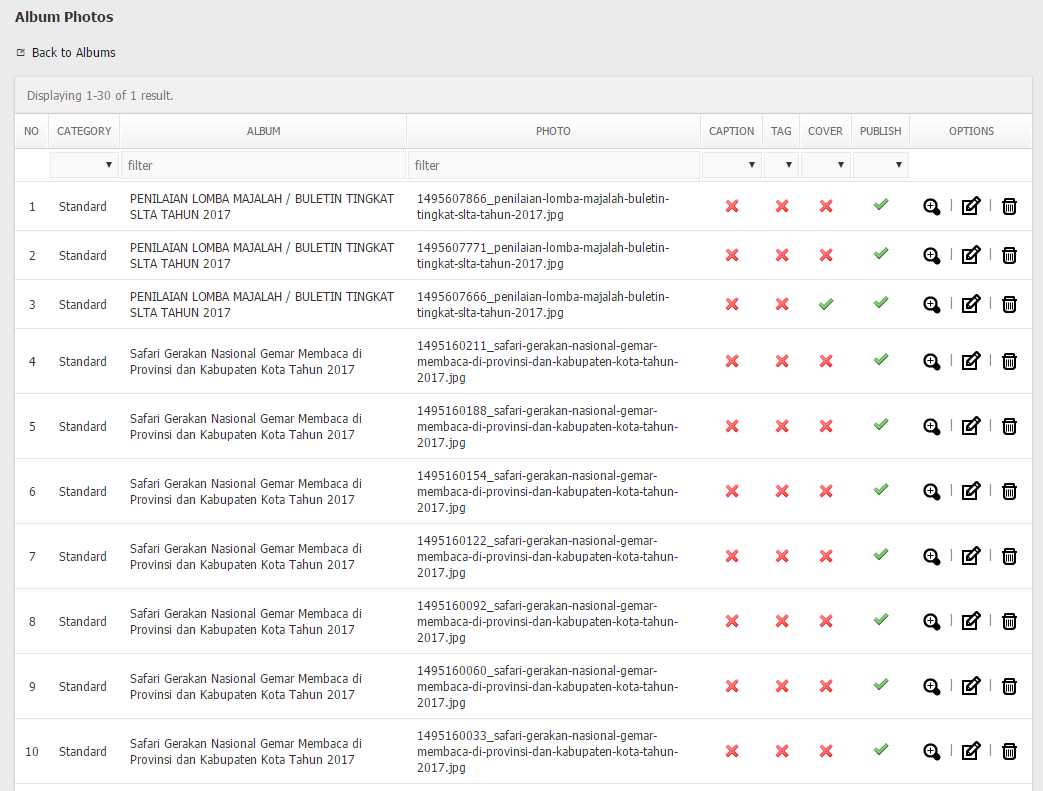 Album Photos
Back to Albums
Displaying 1-30 of 1 result.
NO CATEGORY ALBUM PHOTO CAPTION TAG COVER PUBLISH OPTIONS
filter filter
1 Standard PENILAIAN LOMBA MAJALAH / BULETIN TINGKAT 1495607866_penilaian-lomba-majalah-buletin-
SLTA TAHUN 2017 tingkat-slta-tahun-2017.jpg
2 Standard PENILAIAN LOMBA MAJALAH / BULETIN TINGKAT 1495607771_penilaian-lomba-majalah-buletin-
SLTA TAHUN 2017 tingkat-slta-tahun-2017.jpg
3 Standard PENILAIAN LOMBA MAJALAH / BULETIN TINGKAT 1495607666_penilaian-lomba-majalah-buletin-
SLTA TAHUN 2017 tingkat-slta-tahun-2017.jpg
4 Standard Safari Gerakan Nasional Gemar Membaca di 1495160211_safari-gerakan-nasional-gemar-
Provinsi dan Kabupaten Kota Tahun 2017 membaca-di-provinsi-dan-kabupaten-kota-tahun-
2017.jpg
5 Standard Safari Gerakan Nasional Gemar Membaca di 1495160188_safari-gerakan-nasional-gemar-
Provinsi dan Kabupaten Kota Tahun 2017 membaca-di-provinsi-dan-kabupaten-kota-tahun-
2017.jpg
6 Standard Safari Gerakan Nasional Gemar Membaca di 1495160154_safari-gerakan-nasional-gemar-
Provinsi dan Kabupaten Kota Tahun 2017 membaca-di-provinsi-dan-kabupaten-kota-tahun-
2017.jpg
7 Standard Safari Gerakan Nasional Gemar Membaca di 1495160122_safari-gerakan-nasional-gemar-
Provinsi dan Kabupaten Kota Tahun 2017 membaca-di-provinsi-dan-kabupaten-kota-tahun-
2017.jpg
8 Standard Safari Gerakan Nasional Gemar Membaca di 1495160092_safari-gerakan-nasional-gemar-
Provinsi dan Kabupaten Kota Tahun 2017 membaca-di-provinsi-dan-kabupaten-kota-tahun-
2017.jpg
9 Standard Safari Gerakan Nasional Gemar Membaca di 1495160060_safari-gerakan-nasional-gemar-
Provinsi dan Kabupaten Kota Tahun 2017 membaca-di-provinsi-dan-kabupaten-kota-tahun-
2017.jpg
10 Standard Safari Gerakan Nasional Gemar Membaca di 1495160033_safari-gerakan-nasional-gemar-
Provinsi dan Kabupaten Kota Tahun 2017 membaca-di-provinsi-dan-kabupaten-kota-tahun-
2017.jpg